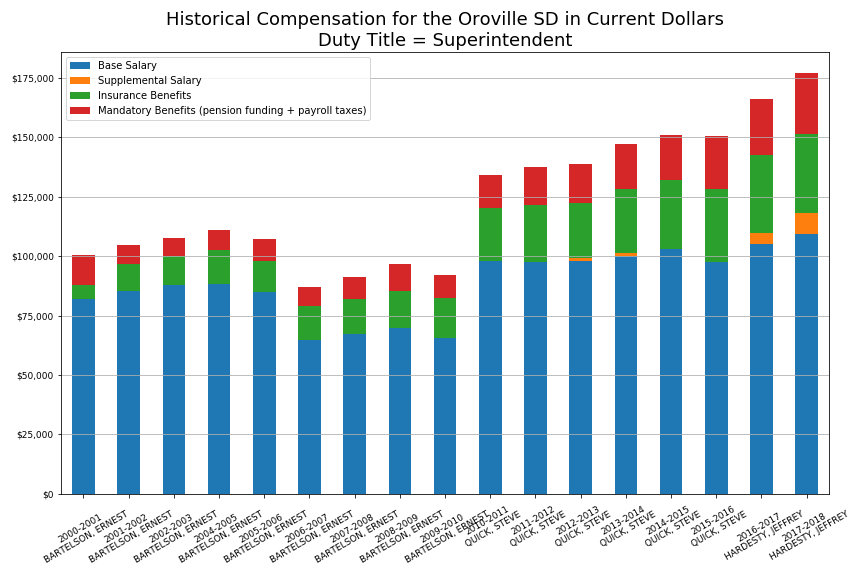 Historical Compensation for the Oroville SD in Current Dollars
Duty Title = Superintendent
Base Salary
Supplemental Salary
Insurance Benefits
Mandatory Benefits (pension funding + payroll taxes)
$175,000
$150,000
$125,000
$100,000
$75,000
$50,000
$25,000
$0
2000-2001
BARTELSON, ERNEST
2001-2002
BARTELSON, ERNEST
2002-2003
BARTELSON, ERNEST
2004-2005
BARTELSON, ERNEST
2005-2006
BARTELSON, ERNEST
2006-2007
BARTELSON, ERNEST
2007-2008
BARTELSON, ERNEST
2008-2009
BARTELSON, ERNEST
2009-2010
BARTELSON, ERNEST
2010-2011
QUICK, STEVE
2011-2012
QUICK, STEVE
2012-2013
QUICK, STEVE
2013-2014
QUICK, STEVE
2014-2015
QUICK, STEVE
2015-2016
QUICK, STEVE
2016-2017
HARDESTY, JEFFREY
2017-2018
HARDESTY, JEFFREY